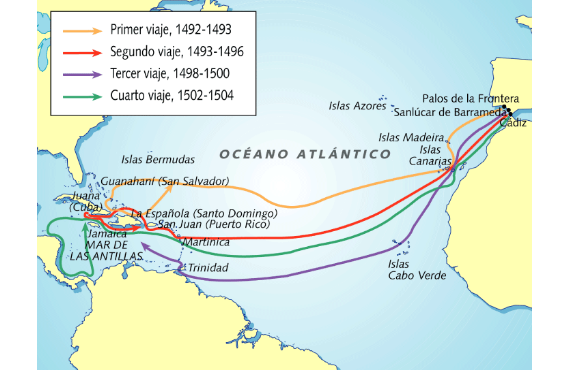 Primer viaje, 1492-1493
Segundo viaje, 1493-1496
Tercer viaje, 1498-1500
Cuarto viaje, 1502-1504
Islas Azores
Palos de la Frontera
Sanlúcar de Barrameda
Cádiz
Islas Madeira
Islas
Canarias
Islas Bermudas
OCÉANO ATLÁNTICO
Guanahaní (San Salvador)
Juana
(Cuba)
La Española (Santo Domingo)
San Juan (Puerto Rico)
Jamaica
Martinica
MAR DE
LAS ANTILLAS
Trinidad
Islas
Cabo Verde